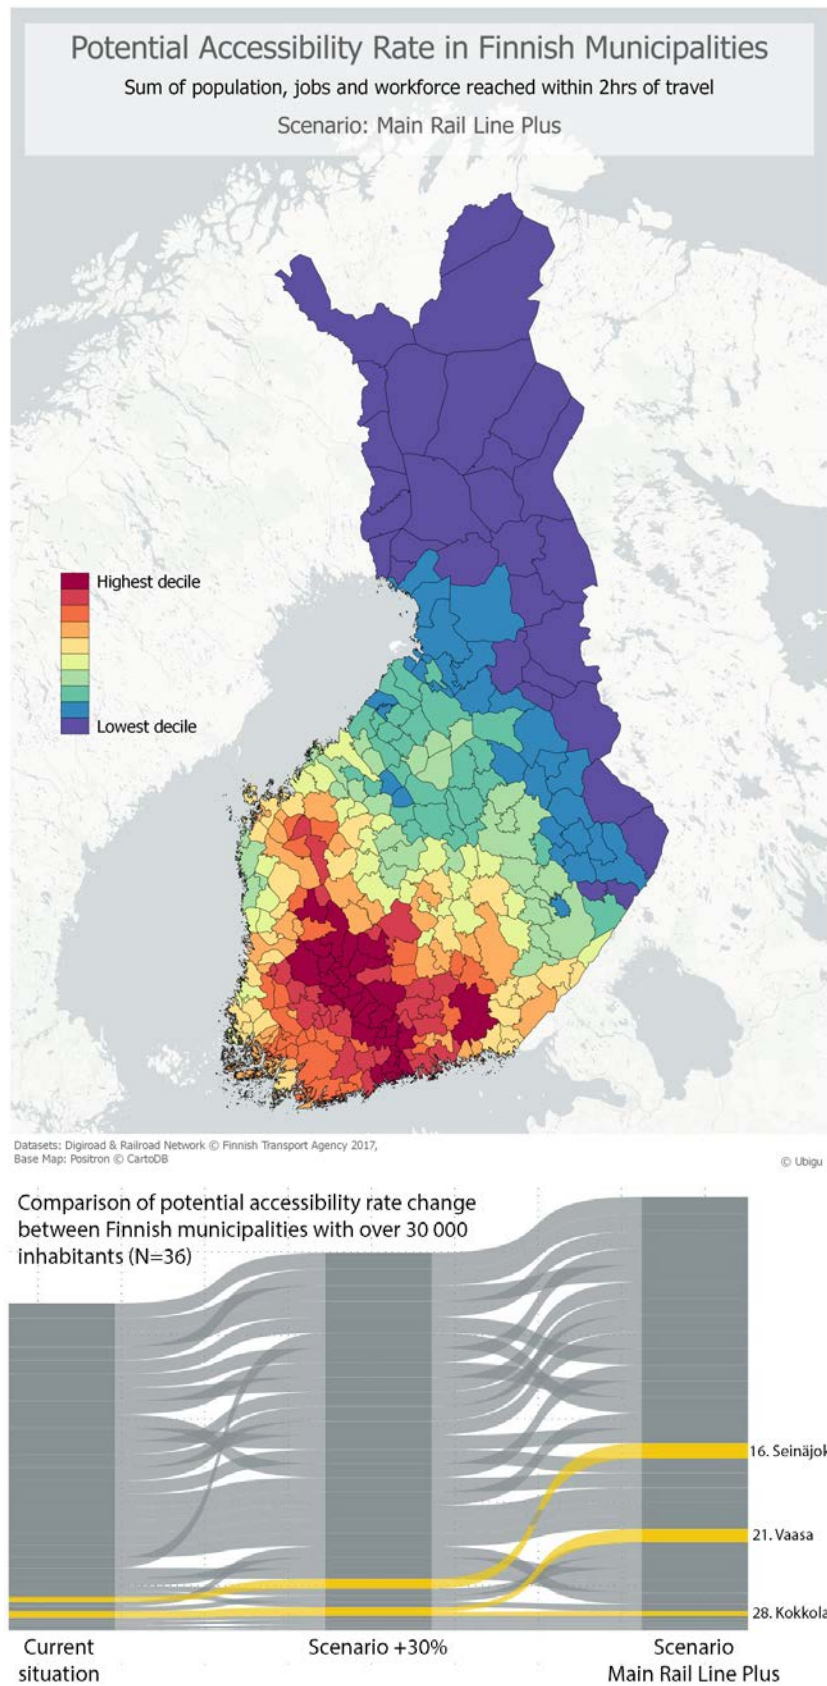 Potential Accessibility Rate in Finnish Municipalities
Sum of population, jobs and workforce reached within 2hrs of travel
Scenario: Main Rail Line Plus
Highest decile
Lowest decile
Datasets: Digiroad & Railroad Network © Finnish Transport Agency 2017,
Base Map: Positron © CartoDB
© Ubigu
Comparison of potential accessibility rate change
between Finnish municipalities with over 30 000
inhabitants (N=36)
16. Seinäjok
21. Vaasa
28. Kokkola
Current
situation
Scenario +30%
Scenario
Main Rail Line Plus